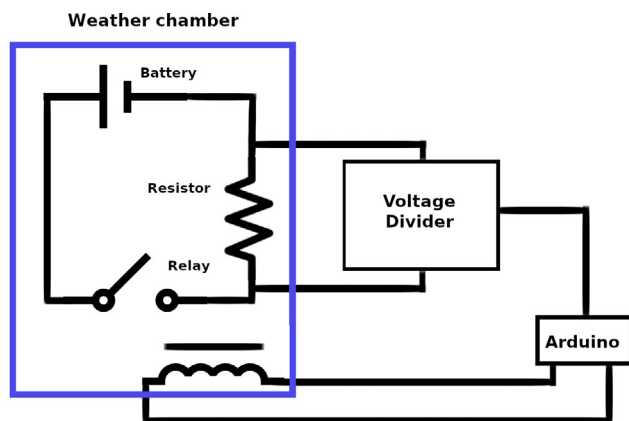 Weather chamber
Battery
Resistor
Voltage
Divider
Relay
Arduino